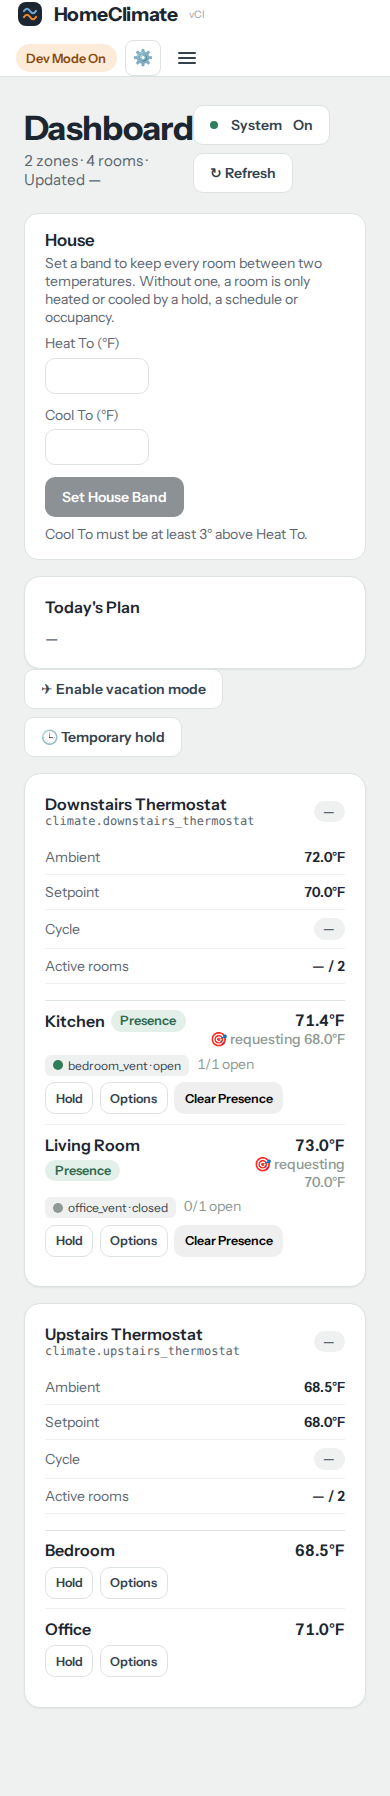 HomeClimate vCI
Dev Mode On
Dashboard
System On
2 zones · 4 rooms ·
Updated —
↻ Refresh
House
Set a band to keep every room between two
temperatures. Without one, a room is only
heated or cooled by a hold, a schedule or
occupancy.
Heat To (°F)
Cool To (°F)
Set House Band
Cool To must be at least 3° above Heat To.
Today's Plan
—
✈ Enable vacation mode
🕒 Temporary hold
Downstairs Thermostat
—
climate.downstairs_thermostat
Ambient 72.0°F
Setpoint 70.0°F
Cycle —
Active rooms — / 2
Kitchen Presence 71.4°F
🎯 requesting 68.0°F
bedroom_vent · open 1/1 open
Hold Options Clear Presence
Living Room 73.0°F
Presence
🎯 requesting
70.0°F
office_vent · closed 0/1 open
Hold Options Clear Presence
Upstairs Thermostat
—
climate.upstairs_thermostat
Ambient 68.5°F
Setpoint 68.0°F
Cycle —
Active rooms — / 2
Bedroom 68.5°F
Hold Options
Office 71.0°F
Hold Options